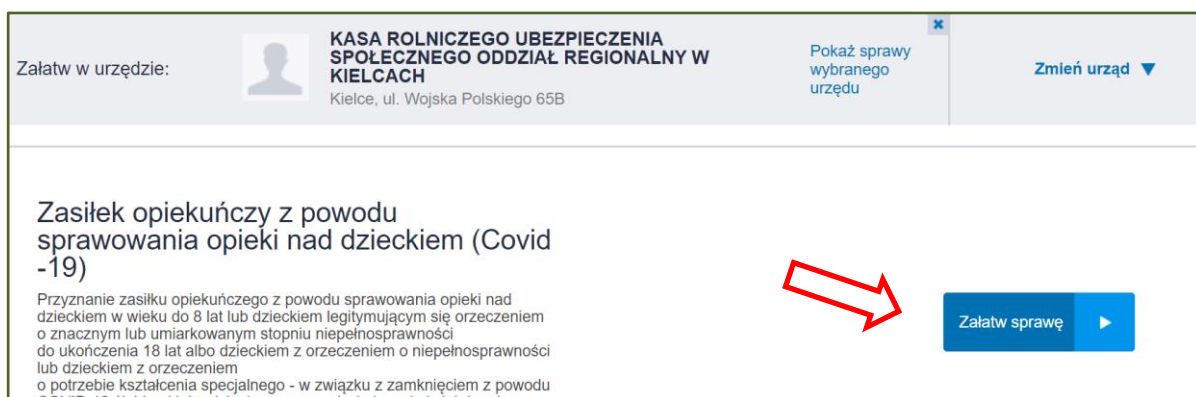 Załatw w urzędzie:
KASA ROLNICZEGO UBEZPIECZENIA
SPOŁECZNEGO ODDZIAŁ REGIONALNY W
KIELCACH
Kielce, ul. Wojska Polskiego 65B
Pokaż sprawy
wybranego
urzędu
Zmień urząd
Zasiłek opiekuńczy z powodu
sprawowania opieki nad dzieckiem (Covid
-19)
Przyznanie zasiłku opiekuńczego z powodu sprawowania opieki nad
dzieckiem w wieku do 8 lat lub dzieckiem legitymującym się orzeczeniem
o znacznym lub umiarkowanym stopniu niepełnosprawności
do ukończenia 18 lat albo dzieckiem z orzeczeniem o niepełnosprawności
lub dzieckiem z orzeczeniem
o potrzebie kształcenia specjalnego - w związku z zamknięciem z powodu
Załatw sprawę